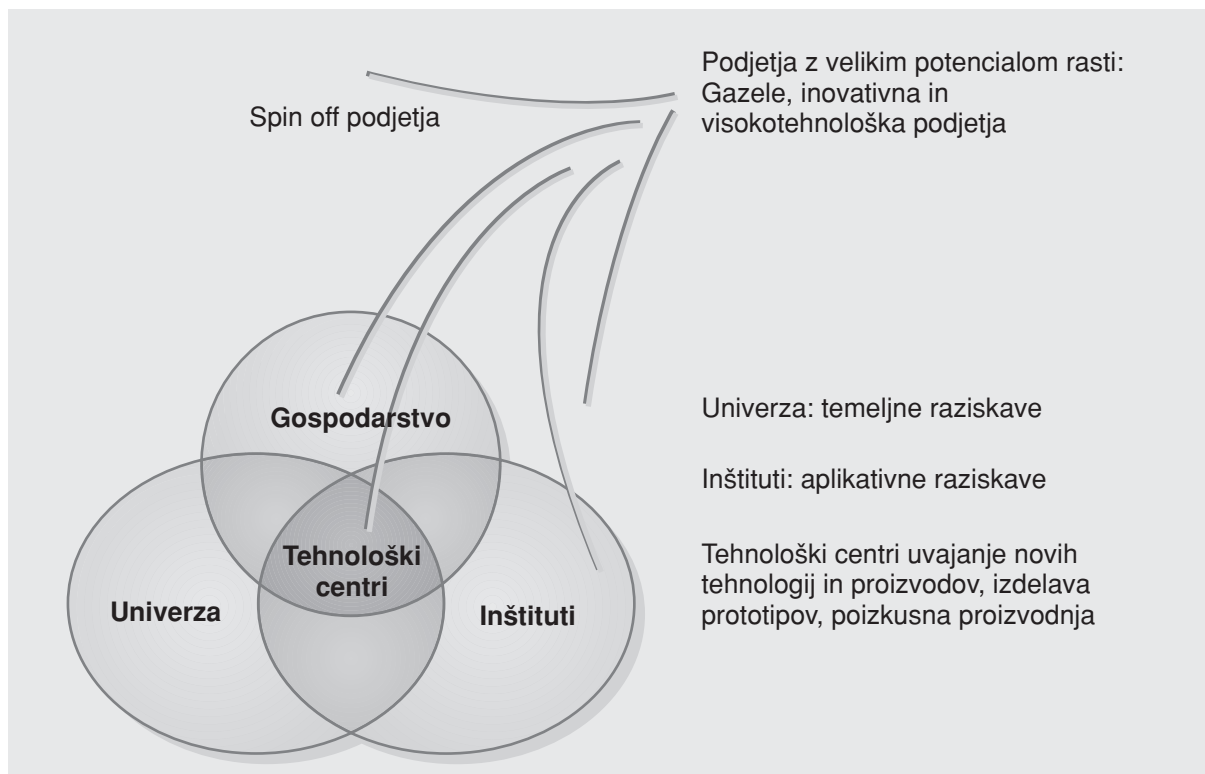 Podjetja z velikim potencialom rasti:
Gazele, inovativna in
visokotehnološka podjetja
Spin off podjetja
Gospodarstvo
Tehnološki
centri
Univerza
Inštituti
Univerza: temeljne raziskave
Inštituti: aplikativne raziskave
Tehnološki centri uvajanje novih
tehnologij in proizvodov, izdelava
prototipov, poizkusna proizvodnja